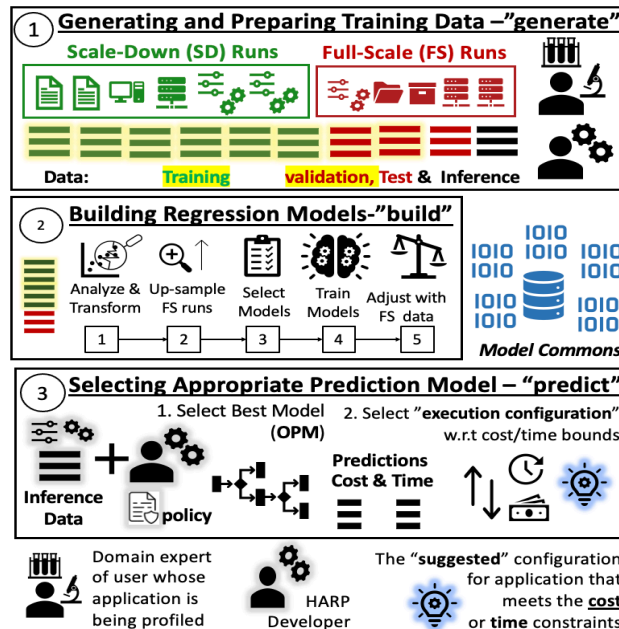 1 Generating and Preparing Training Data –"generate"
Scale-Down (SD) Runs
Full-Scale (FS) Runs
Data: Training validation, Test & Inference
2 Building Regression Models-"build"
Analyze & Transform
Up-sample FS runs
Select Models
Train Models
Adjust with FS data
1 2 3 4 5
1010 1010 1010
1010 1010 1010
1010 1010
1010 1010
Model Commons
3 Selecting Appropriate Prediction Model – "predict"
1. Select Best Model
(OPM)
2. Select "execution configuration"
w.r.t cost/time bounds
Inference
Data
policy
Predictions
Cost & Time
Domain expert
of user whose
application is
being profiled
HARP
Developer
The "suggested" configuration
for application that
meets the cost
or time constraints